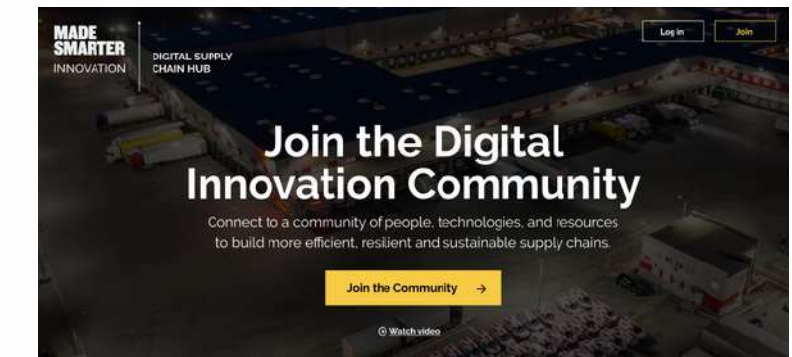 MADE
SMARTER
INNOVATION
DIGITAL SUPPLY
CHAIN HUB
Log in
Join
Join the Digital
Innovation Community
Connect to a community of people, technologies, and resources
to build more efficient, resilient and sustainable supply chains.
Join the Community →
Watch video